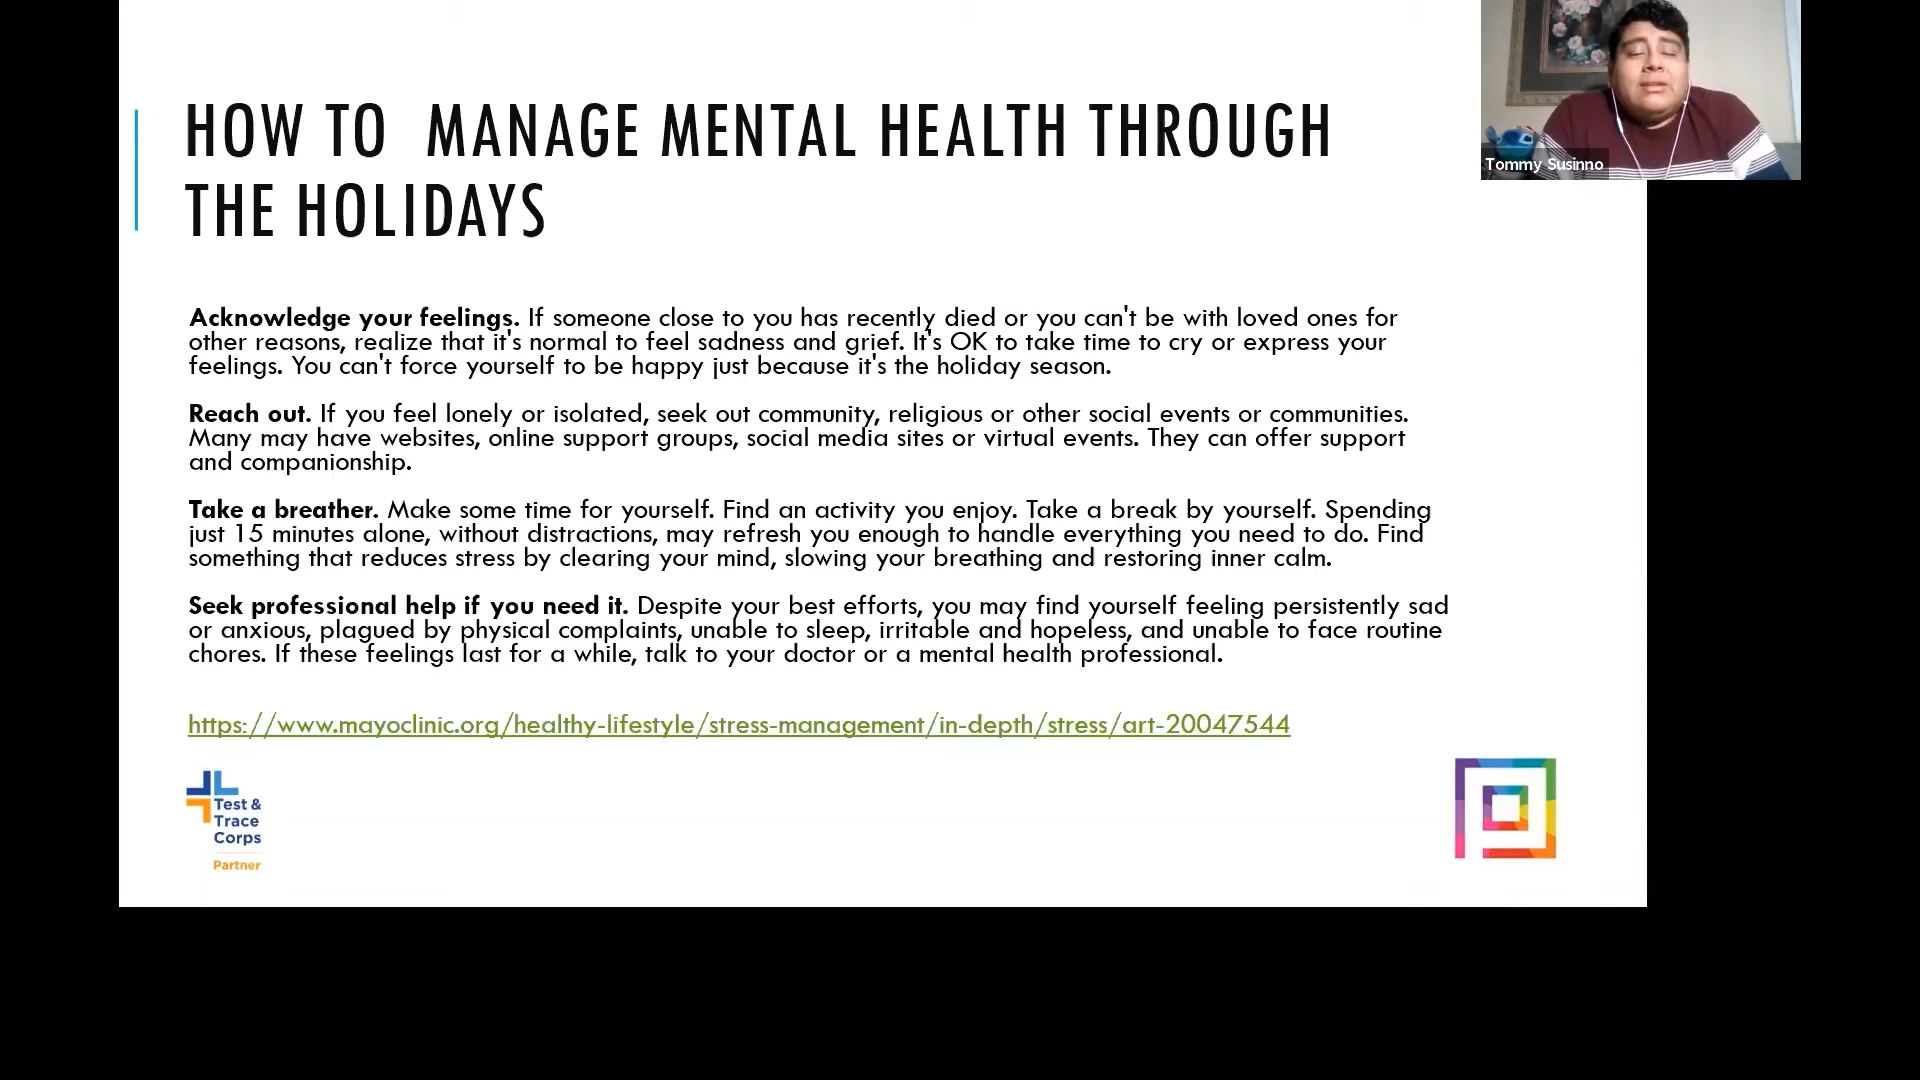 HOW TO MANAGE MENTAL HEALTH THROUGH
THE HOLIDAYS
Tommy Susinno
Acknowledge your feelings. If someone close to you has recently died or you can't be with loved ones for
other reasons, realize that it's normal to feel sadness and grief. It's OK to take time to cry or express your
feelings. You can't force yourself to be happy just because it's the holiday season.
Reach out. If you feel lonely or isolated, seek out community, religious or other social events or communities.
Many may have websites, online support groups, social media sites or virtual events. They can offer support
and companionship.
Take a breather. Make some time for yourself. Find an activity you enjoy. Take a break by yourself. Spending
just 15 minutes alone, without distractions, may refresh you enough to handle everything you need to do. Find
something that reduces stress by clearing your mind, slowing your breathing and restoring inner calm.
Seek professional help if you need it. Despite your best efforts, you may find yourself feeling persistently sad
or anxious, plagued by physical complaints, unable to sleep, irritable and hopeless, and unable to face routine
chores. If these feelings last for a while, talk to your doctor or a mental health professional.
https://www.mayoclinic.org/healthy-lifestyle/stress-management/in-depth/stress/art-20047544
Test &
Trace
Corps
Partner